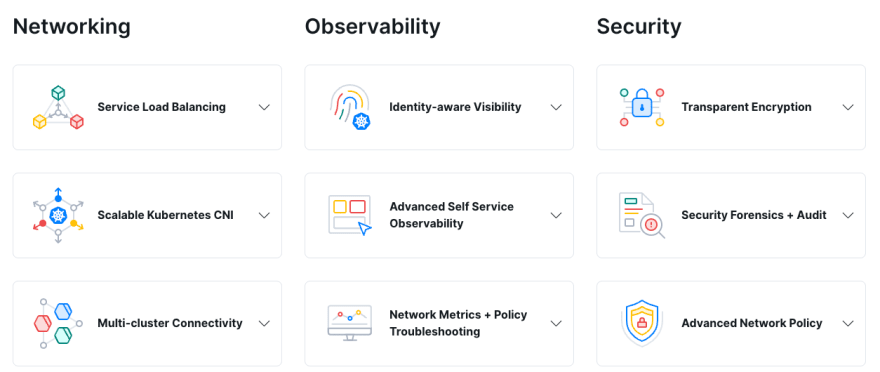 Networking
Service Load Balancing
Scalable Kubernetes CNI
Multi-cluster Connectivity
Observability
Identity-aware Visibility
Advanced Self Service
Observability
Network Metrics + Policy
Troubleshooting
Security
Transparent Encryption
Security Forensics + Audit
Advanced Network Policy